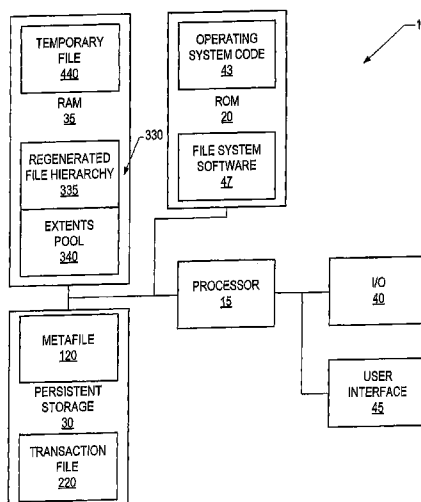 TEMPORARY
FILE
440
RAM
35
330
REGENERATED
FILE HIERARCHY
335
EXTENTS
POOL
340
OPERATING
SYSTEM CODE
43
ROM
20
FILE SYSTEM
SOFTWARE
47
1
PROCESSOR
15
I/O
40
USER
INTERFACE
45
METAFILE
120
PERSISTENT
STORAGE
30
TRANSACTION
FILE
220